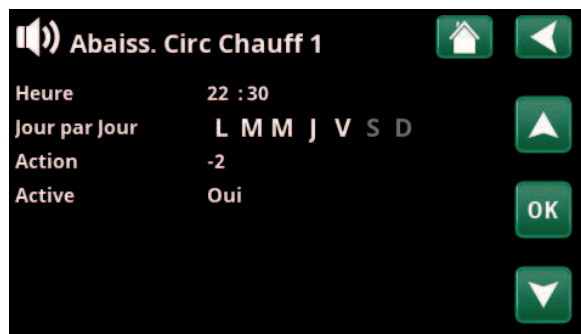 Abaiss. Circ Chauff 1
Heure 22 :30
Jour par Jour L M M J V S D
Action -2
Active Oui
OK